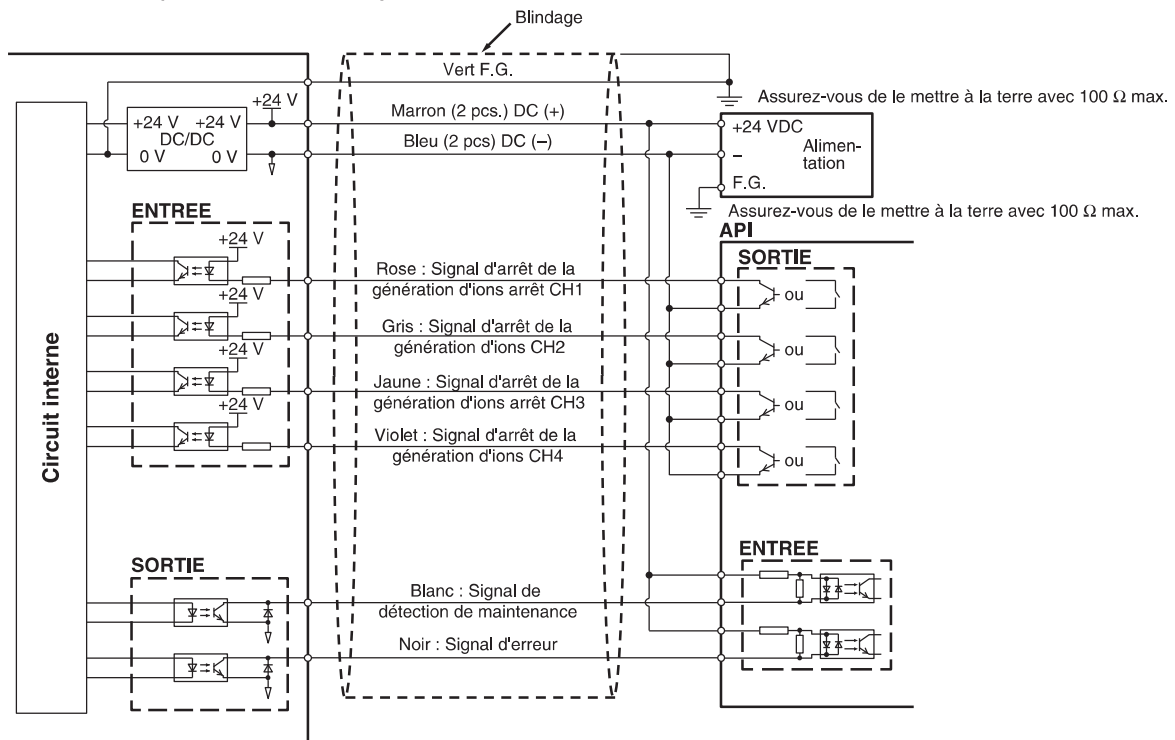 Blindage
Vert F.G.
Assurez-vous de le mettre à la terre avec 100 Ω max.
+24 V
Marron (2 pcs.) DC (+)
+24 V +24 V
DC/DC
0 V 0 V
Bleu (2 pcs) DC (–)
+24 VDC
Alimen-
tation
–
F.G.
Assurez-vous de le mettre à la terre avec 100 Ω max.
ENTREE
API
SORTIE
+24 V
Rose : Signal d'arrêt de la
génération d'ions arrêt CH1
ou
+24 V
Gris : Signal d'arrêt de la
génération d'ions CH2
ou
+24 V
Jaune : Signal d'arrêt de la
génération d'ions arrêt CH3
ou
+24 V
Violet : Signal d'arrêt de la
génération d'ions CH4
ou
Circuit interne
SORTIE
ENTREE
Blanc : Signal de
détection de maintenance
Noir : Signal d'erreur